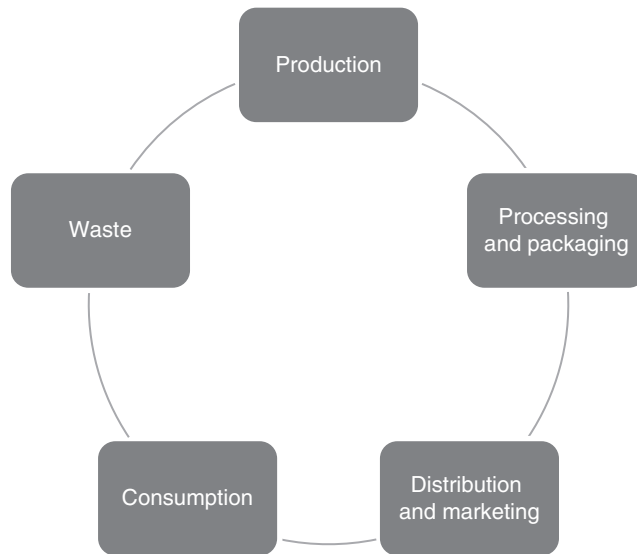 Production
Processing
and packaging
Distribution
and marketing
Consumption
Waste